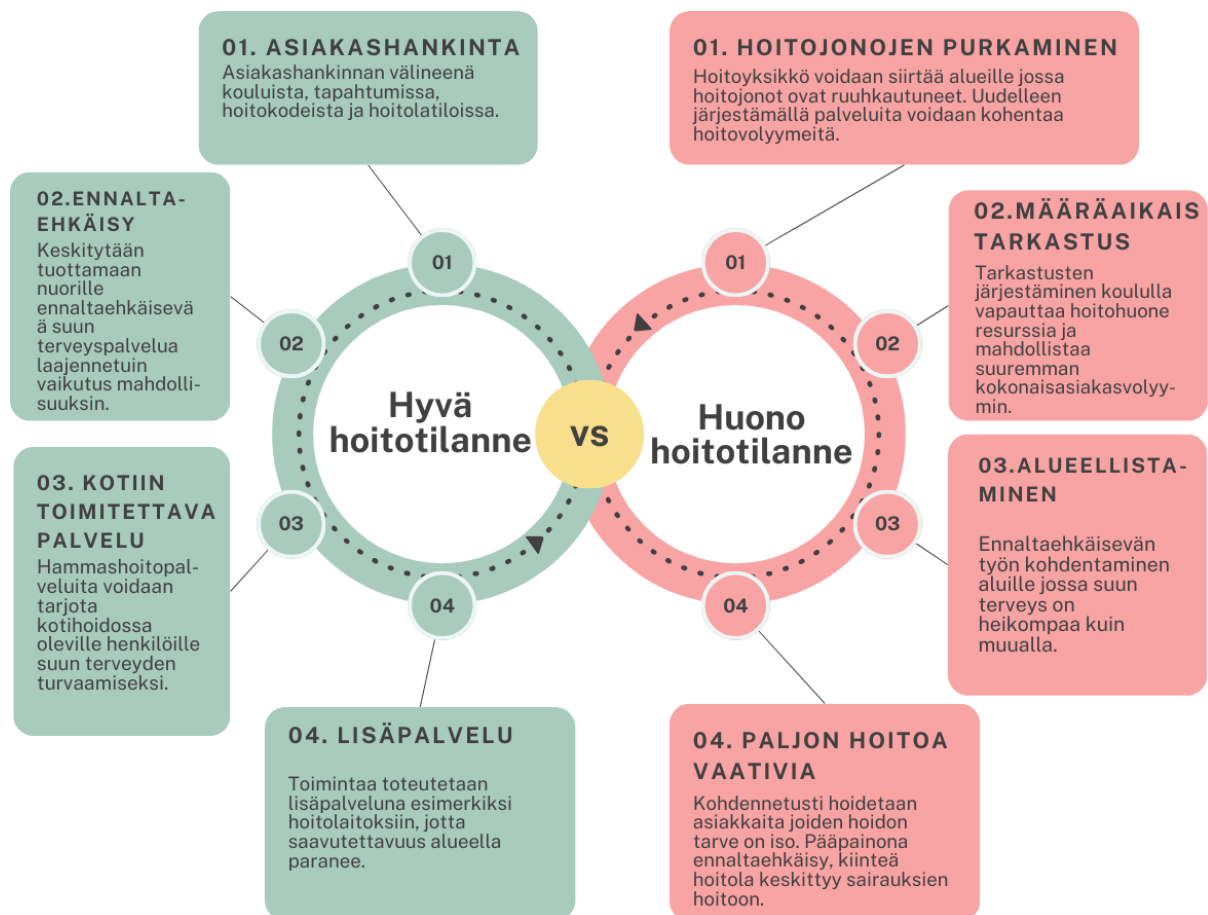 01. ASIAKASHANKINTA
Asiakashankinnan välineenä
kouluista, tapahtumissa,
hoitokodeista ja hoitolatiloissa.
02.ENNALTA-
EHKÄISY
Keskitytään
tuottamaan
nuorille
ennaltaehkäisevä
ä suun
terveyspalvelua
laajennetuin
vaikutus mahdolli-
suuksin.
03. KOTIIN
TOIMITETTAVA
PALVELU
Hammashoitopal-
veluita voidaan
tarjota
kotihoidossa
oleville henkilöille
suun terveyden
turvaamiseksi.
04. LISÄPALVELU
Toimintaa toteutetaan
lisäpalveluna esimerkiksi
hoitolaitoksiin, jotta
saavutettavuus alueella
paranee.
01
02
03
04
Hyvä
hoitotilanne
VS
Huono
hoitotilanne
01
02
03
04
01. HOITOJONOJEN PURKAMINEN
Hoitoyksikkö voidaan siirtää alueille jossa
hoitojonot ovat ruuhkautuneet. Uudelleen
järjestämällä palveluita voidaan kohentaa
hoitovolyymeitä.
02.MÄÄRÄAIKAIS
TARKASTUS
Tarkastusten
järjestäminen koululla
vapauttaa hoitohuone
resurssia ja
mahdollistaa
suuremman
kokonaisasiakasvolyy-
min.
03.ALUEELLISTA-
MINEN
Ennaltaehkäisevän
työn kohdentaminen
aluille jossa suun
terveys on
heikompaa kuin
muualla.
04. PALJON HOITOA
VAATIVIA
Kohdennetusti hoidetaan
asiakkaita joiden hoidon
tarve on iso. Pääpainona
ennaltaehkäisy, kiinteä
hoitola keskittyy sairauksien
hoitoon.